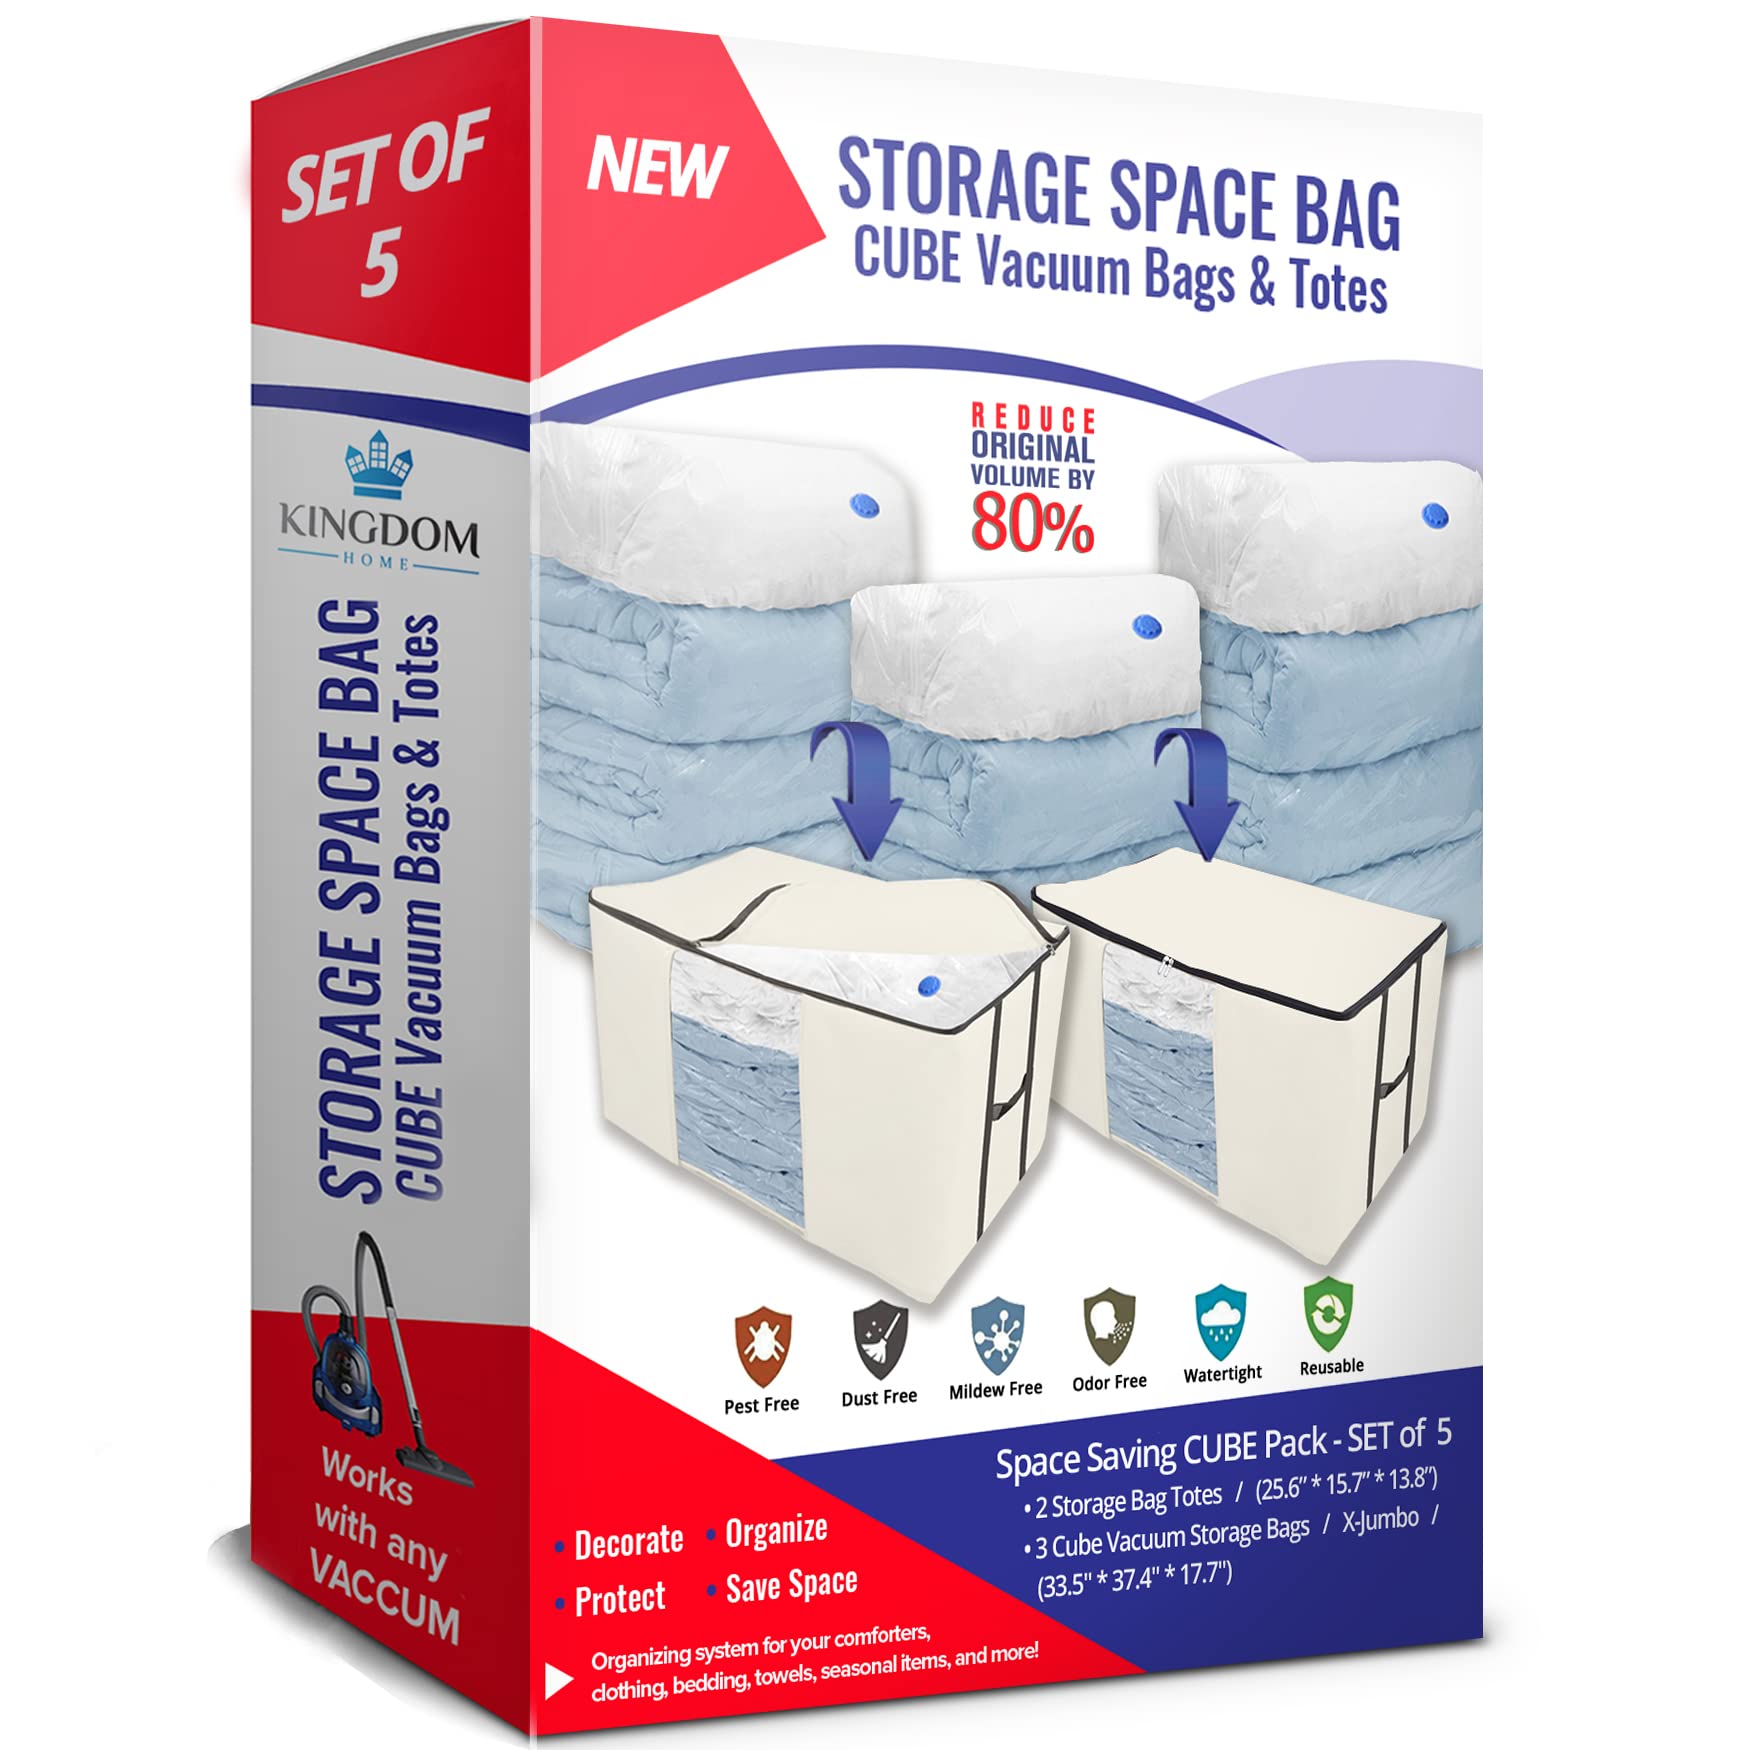 SET OF
5
KINGDOM
HOME
STORAGE SPACE BAG
CUBE Vacuum Bags & Totes
Works
with any
VACCUM
NEW
STORAGE SPACE BAG
CUBE Vacuum Bags & Totes
REDUCE
ORIGINAL
VOLUME BY
80%
Pest Free
Dust Free
Mildew Free
Odor Free
Watertight
Reusable
Space Saving CUBE Pack - SET of 5
• 2 Storage Bag Totes / (25.6” * 15.7” * 13.8”)
• 3 Cube Vacuum Storage Bags / X-Jumbo /
(33.5" * 37.4" * 17.7")
• Decorate • Organize
• Protect • Save Space
Organizing system for your comforters,
clothing, bedding, towels, seasonal items, and more!